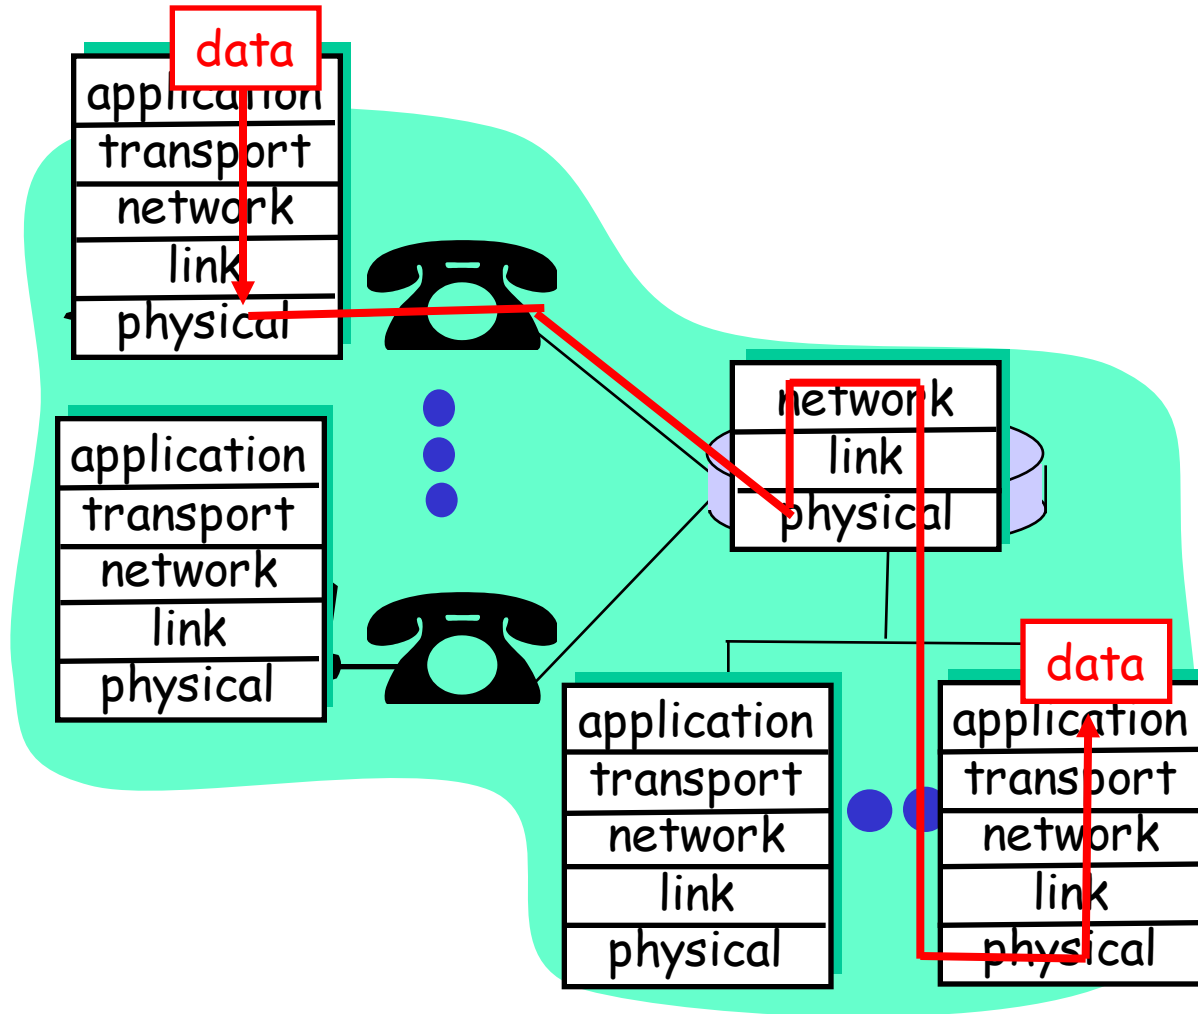 data
application
transport
network
link
physical
application
transport
network
link
physical
network
link
physical
application
transport
network
link
physical
data
application
transport
network
link
physical